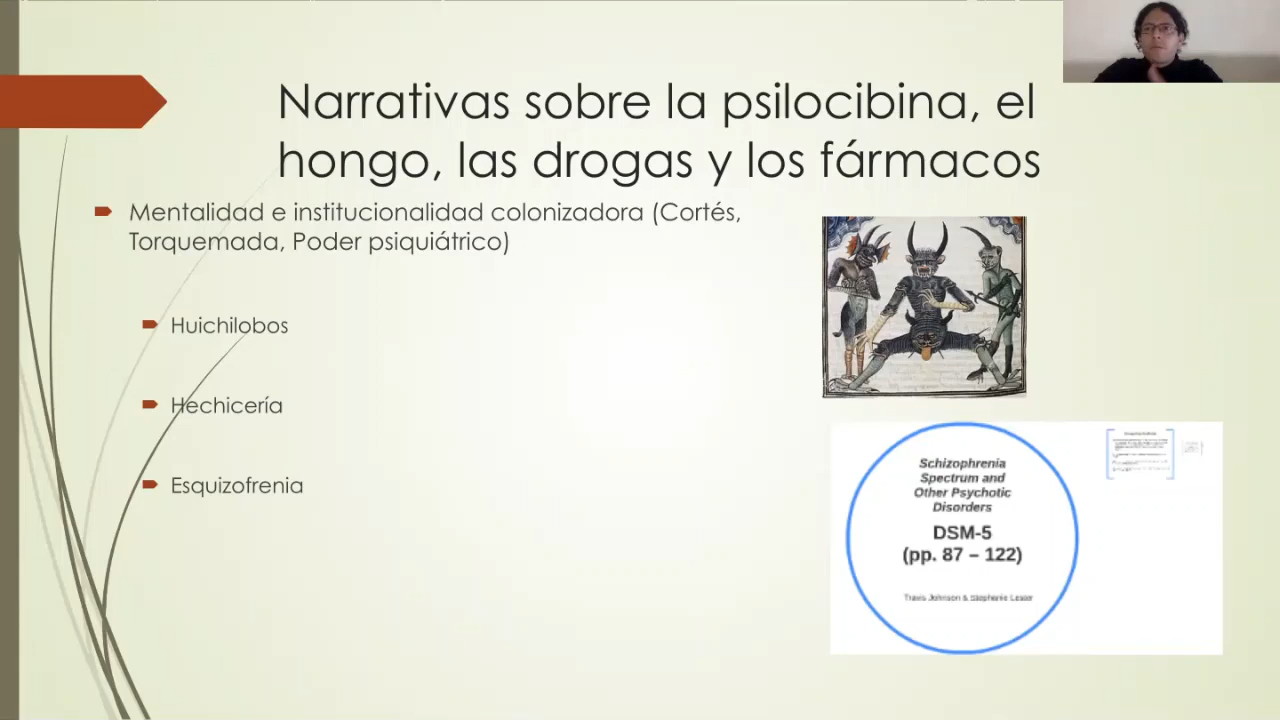 Narrativas sobre la psilocibina, el
hongo, las drogas y los fármacos
Mentalidad e institucionalidad colonizadora (Cortés,
Torquemada, Poder psiquiátrico)
Huichilobos
Hechicería
Esquizofrenia
Schizophrenia
Spectrum and
Other Psychotic
Disorders
DSM-5
(pp. 87 – 122)
Travis Johnson & Stephanie Lesser